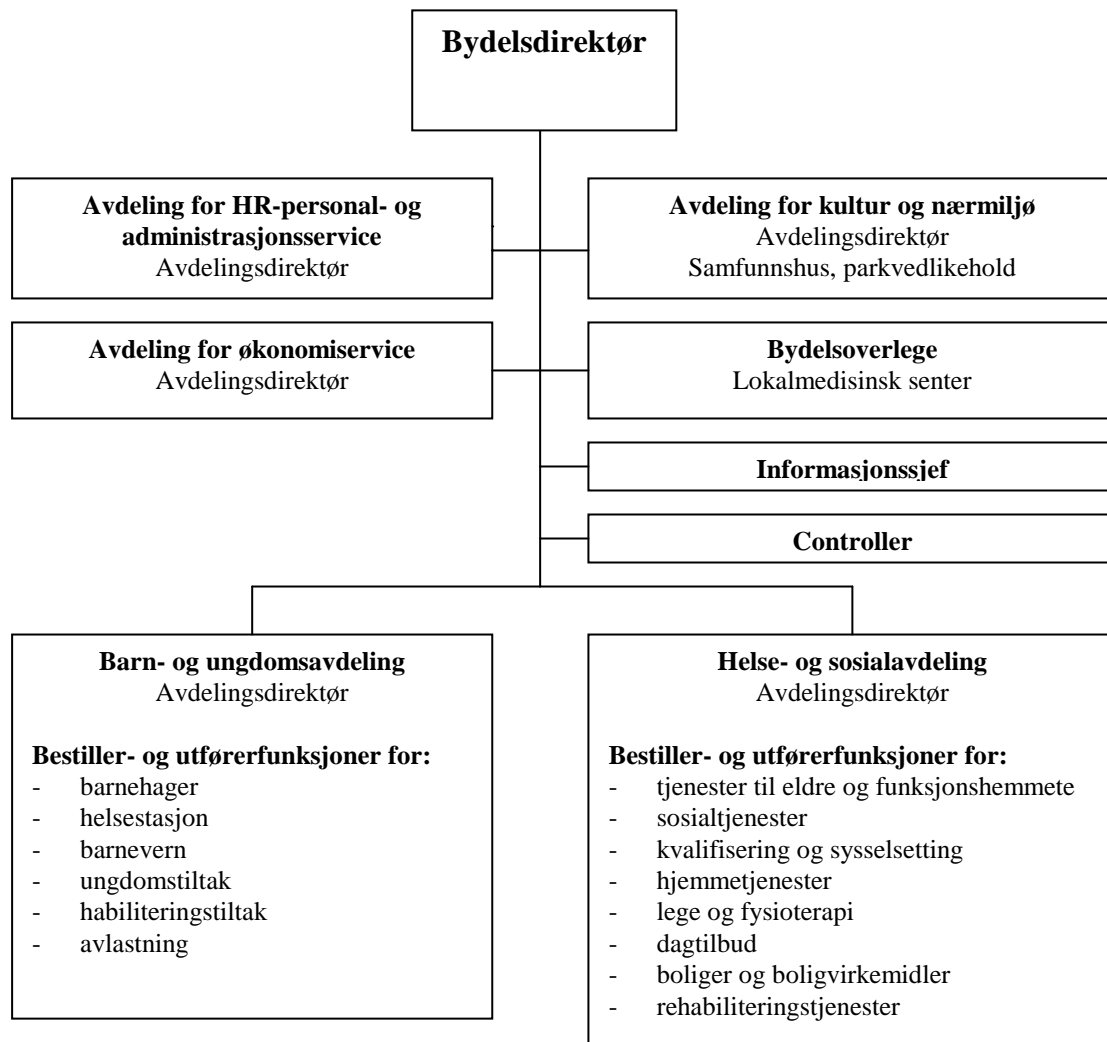 Bydelsdirektør
Avdeling for HR-personal- og
administrasjonsservice
Avdelingsdirektør
Avdeling for kultur og nærmiljø
Avdelingsdirektør
Samfunnshus, parkvedlikehold
Avdeling for økonomiservice
Avdelingsdirektør
Bydelsoverlege
Lokalmedisinsk senter
Informasjonssjef
Controller
Barn- og ungdomsavdeling
Avdelingsdirektør
Bestiller- og utførerfunksjoner for:
- barnehager
- helsestasjon
- barnevern
- ungdomstiltak
- habiliteringstiltak
- avlastning
Helse- og sosialavdeling
Avdelingsdirektør
Bestiller- og utførerfunksjoner for:
- tjenester til eldre og funksjonshemmete
- sosialtjenester
- kvalifisering og sysselsetting
- hjemmetjenester
- lege og fysioterapi
- dagtilbud
- boliger og boligvirkemidler
- rehabiliteringstjenester